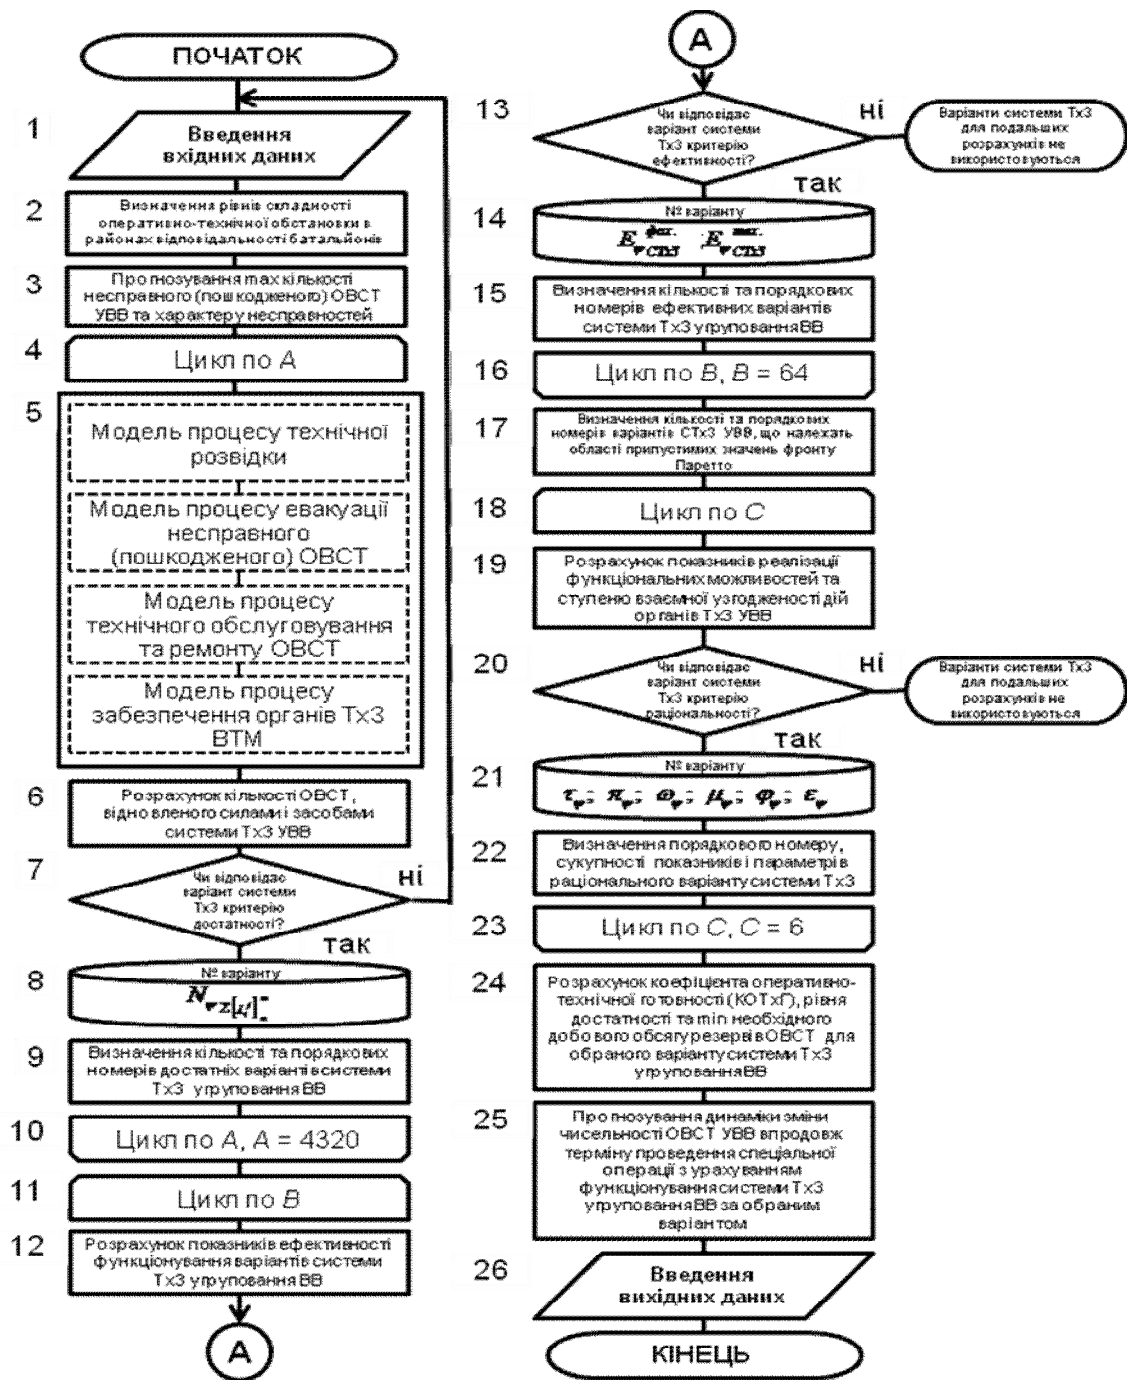 ПОЧАТОК
1
Введення
вхідних даних
2
Визначення рівнів складності
оперативно-технічної обстановки в
районах відповідальності батальйонів
3
Прогнозування max кількості
несправного (пошкодженого) ОВСТ
УВВ та характеру несправностей
4
Цикл по A
5
Модель процесу технічної
розвідки
Модель процесу евакуації
несправного
(пошкодженого) ОВСТ
Модель процесу
технічного обслуговування
та ремонту ОВСТ
Модель процесу
забезпечення органів ТхЗ
ВТМ
6
Розрахунок кількості ОВСТ,
відновленого силами і засобами
системи ТхЗ УВВ
7
Чи відповідає
варіант системи
ТхЗ критерію
достатності?
ні
так
8
№ варіанту
9
Визначення кількості та порядкових
номерів достатніх варіантів системи
ТхЗ угруповання ВВ
10
Цикл по A, A = 4320
11
Цикл по B
12
Розрахунок показників ефективності
функціонування варіантів системи
ТхЗ угруповання ВВ
A
A
13
Чи відповідає
варіант системи
ТхЗ критерію
ефективності?
ні
Варіанти системи ТхЗ
для подальших
розрахунків не
використовуються
так
14
№ варіанту
15
Визначення кількості та порядкових
номерів ефективних варіантів
системи ТхЗ угруповання ВВ
16
Цикл по B, B = 64
17
Визначення кількості та порядкових
номерів варіантів СТхЗ УВВ, що належать
області припустимих значень фронту
Паретто
18
Цикл по C
19
Розрахунок показників реалізації
функціональних можливостей та
ступеню взаємної узгодженості дій
органів ТхЗ УВВ
20
Чи відповідає
варіант системи
ТхЗ критерію
раціональності?
ні
Варіанти системи ТхЗ
для подальших
розрахунків не
використовуються
так
21
№ варіанту
τψ; πψ; ωψ; μψ; φψ; εψ
22
Визначення порядкового номеру,
сукупності показників і параметрів
раціонального варіанту системи ТхЗ
23
Цикл по C, C = 6
24
Розрахунок коефіцієнта оперативно-
технічної готовності (КОТхГ), рівня
достатності та min необхідного
добового обсягу резервів ОВСТ для
обраного варіанту системи ТхЗ
угруповання ВВ
25
Прогнозування динаміки зміни
чисельності ОВСТ УВВ впродовж
терміну проведення спеціальної
операції з урахуванням
функціонування системи ТхЗ
угруповання ВВ за обраним
варіантом
26
Введення
вихідних даних
КІНЕЦЬ